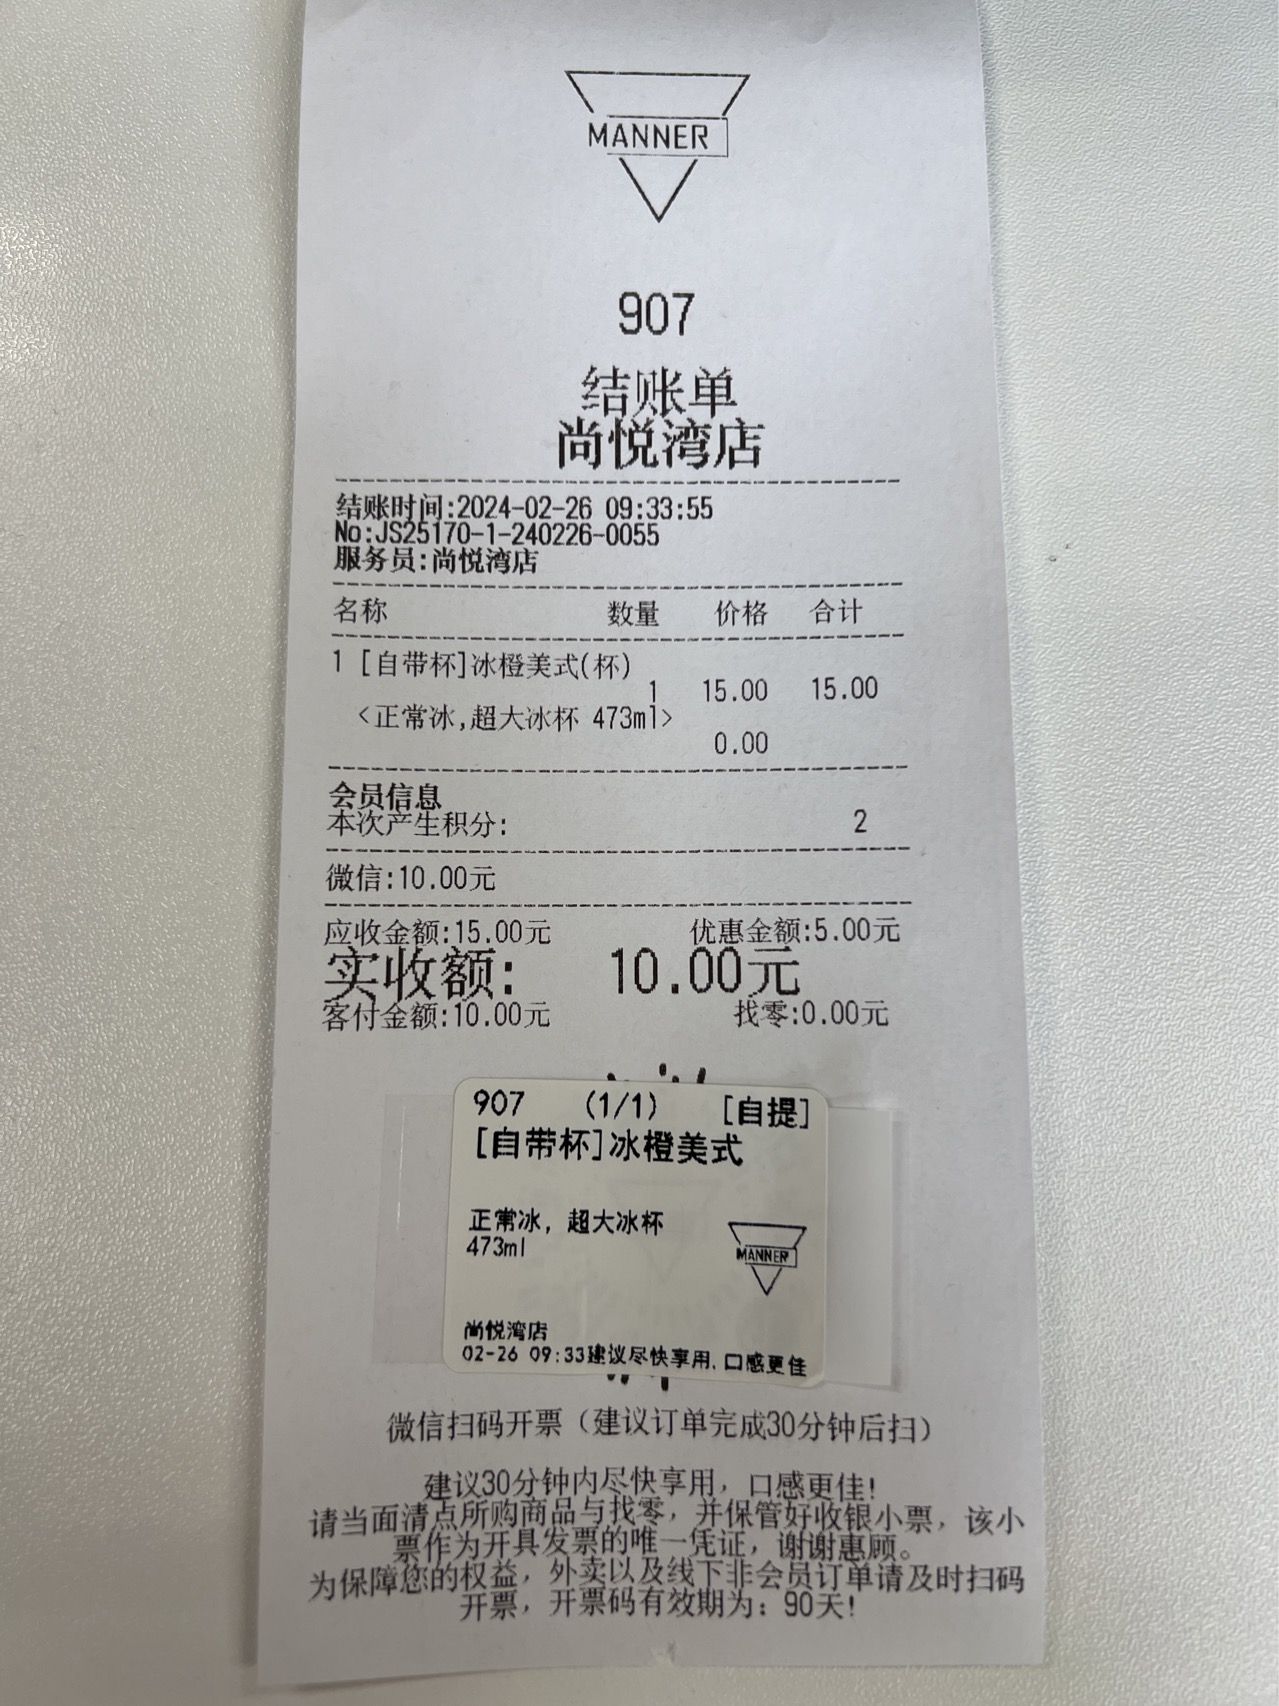 MANNER
907
结账单
尚悦湾店
结账时间:2024-02-26 09:33:55
No:JS25170-1-240226-0055
服务员:尚悦湾店
名称 数量 价格 合计
1 [自带杯]冰橙美式(杯)
1 15.00 15.00
<正常冰,超大冰杯 473ml>
0.00
会员信息
本次产生积分: 2
微信:10.00元
应收金额:15.00元 优惠金额:5.00元
实收额: 10.00元
客付金额:10.00元 找零:0.00元
907 (1/1) [自提]
[自带杯]冰橙美式
正常冰, 超大冰杯
473ml
MANNER
尚悦湾店
02-26 09:33建议尽快享用, 口感更佳
微信扫码开票（建议订单完成30分钟后扫）
建议30分钟内尽快享用，口感更佳!
请当面清点所购商品与找零，并保管好收银小票，该小
票作为开具发票的唯一凭证，谢谢惠顾。
为保障您的权益，外卖以及线下非会员订单请及时扫码
开票，开票码有效期为：90天!